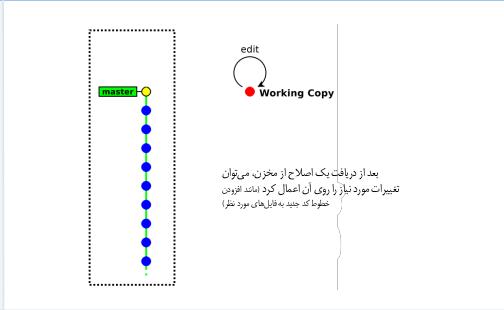 edit
master
Working Copy
بعد از دریافت یک اصلاح از مخزن، می‌توان
تغییرات مورد نیاز را روی آن اعمال کرد (مانند افزودن
خطوط کد جدید به فایل‌های مورد نظر)